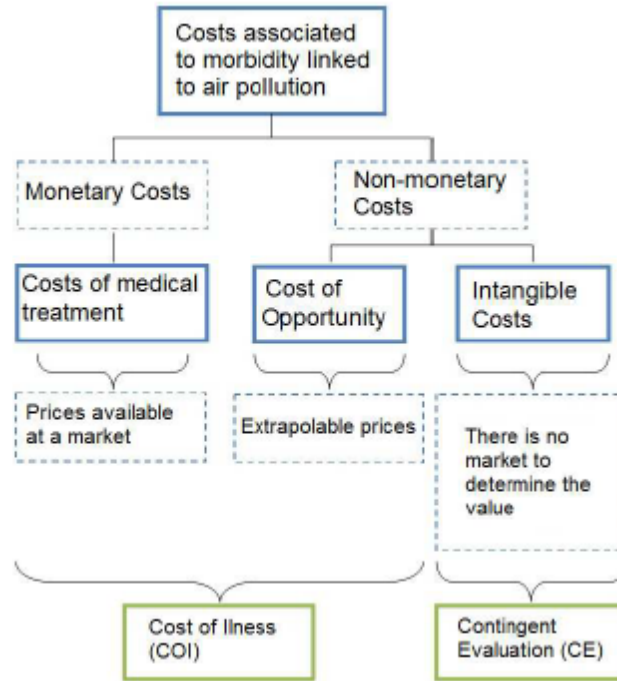 Costs associated
to morbidity linked
to air pollution
Monetary Costs
Non-monetary
Costs
Costs of medical
treatment
Cost of
Opportunity
Intangible
Costs
Prices available
at a market
Extrapolable prices
There is no
market to
determine the
value
Cost of Ilness
(COI)
Contingent
Evaluation (CE)